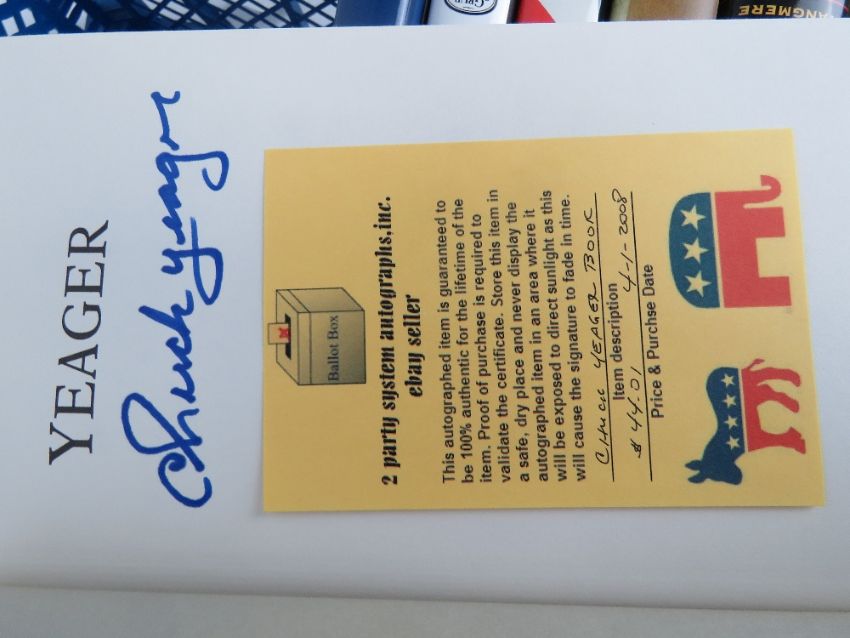 YEAGER
Chuck Yeager
Ballot Box
2 party system autographs,inc.
ebay seller
This autographed item is guaranteed to
be 100% authentic for the lifetime of the
item. Proof of purchase is required to
validate the certificate. Store this item in
a safe, dry place and never display the
autographed item in an area where it
will be exposed to direct sunlight as this
will cause the signature to fade in time.
CHUCK YEAGER BOOK
Item description
$ 44.01 4-1-2008
Price & Purchse Date
ANGMERE